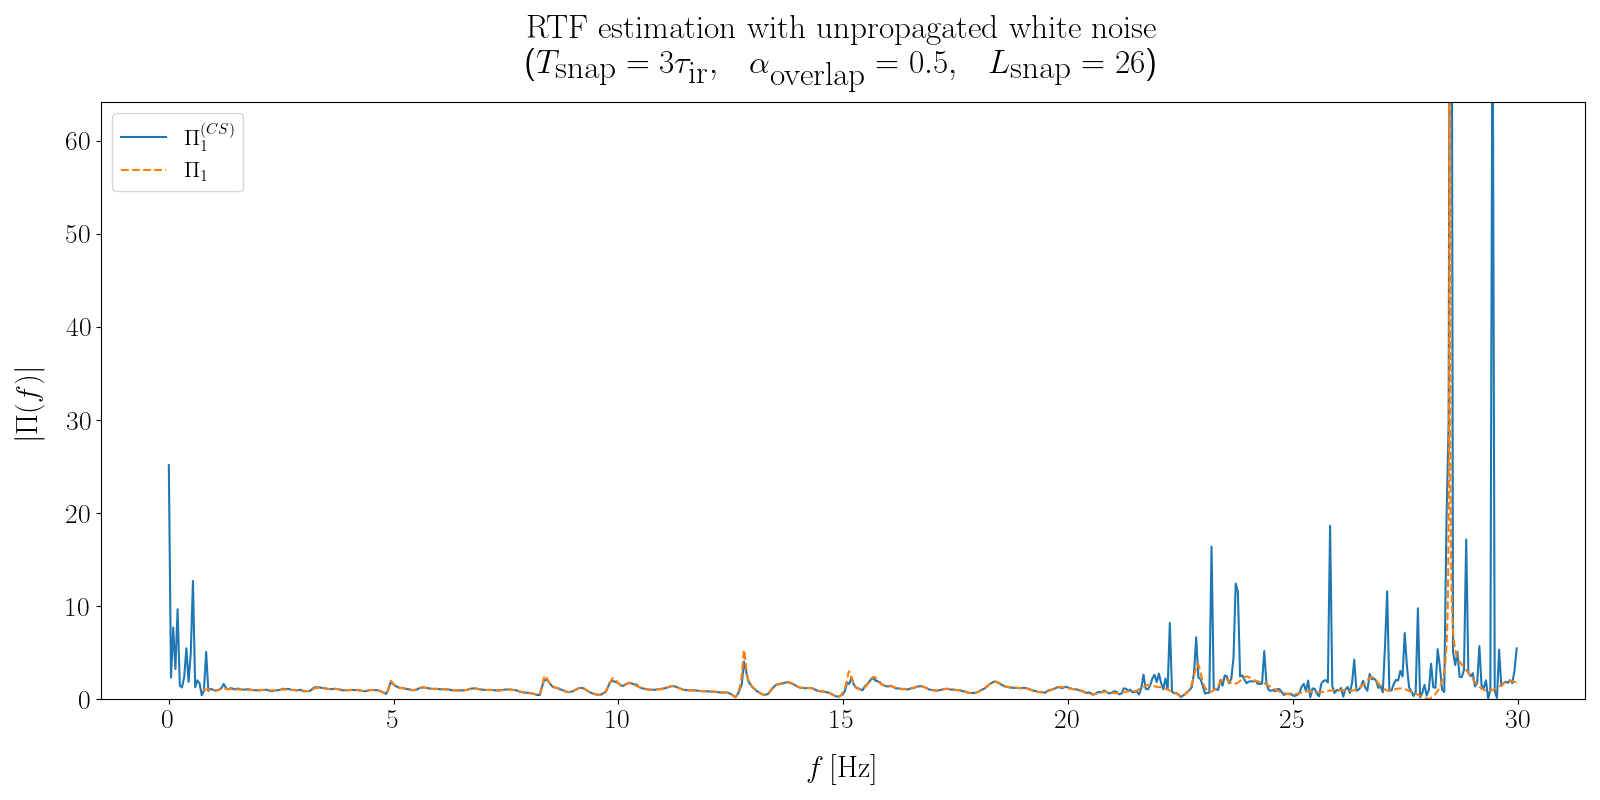 RTF estimation with unpropagated white noise
(T_snap = 3τ_ir, α_overlap = 0.5, L_snap = 26)
Π_1^(CS)
Π_1
|Π(f)|
60
50
40
30
20
10
0
0 5 10 15 20 25 30
f [Hz]